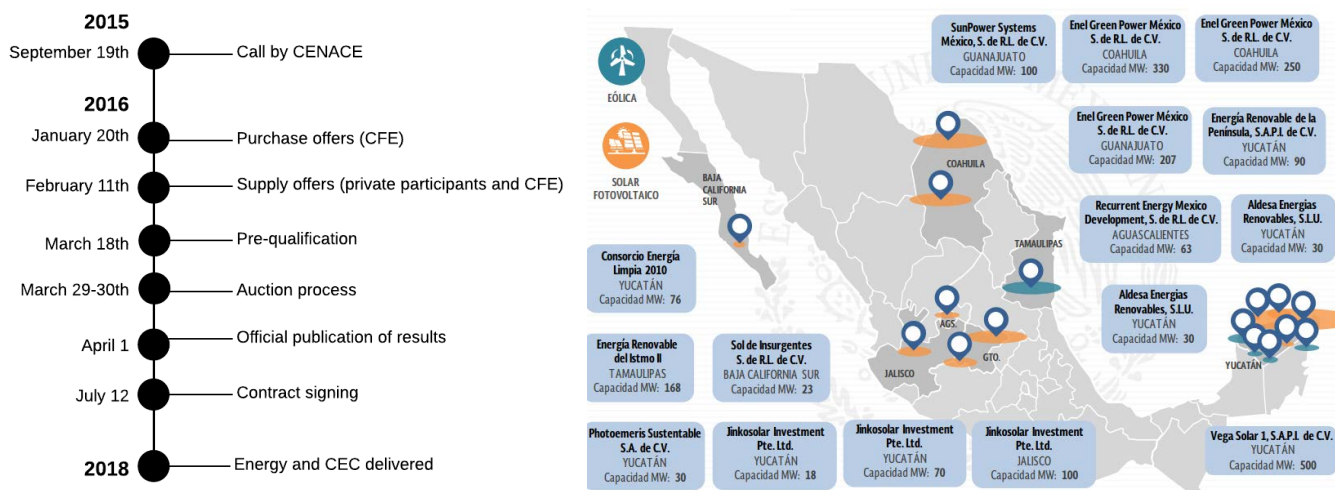 2015
September 19th
Call by CENACE
2016
January 20th
Purchase offers (CFE)
February 11th
Supply offers (private participants and CFE)
March 18th
Pre-qualification
March 29-30th
Auction process
April 1
Official publication of results
July 12
Contract signing
2018
Energy and CEC delivered
EÓLICA
SOLAR
FOTOVOLTAICO
SunPower Systems
México, S. de R.L. de C.V.
GUANAJUATO
Capacidad MW: 100
Enel Green Power México
S. de R.L. de C.V.
COAHUILA
Capacidad MW: 330
Enel Green Power México
S. de R.L. de C.V.
COAHUILA
Capacidad MW: 250
Enel Green Power México
S. de R.L. de C.V.
GUANAJUATO
Capacidad MW: 207
Energía Renovable de la
Península, S.A.P.I. de C.V.
YUCATÁN
Capacidad MW: 90
Recurrent Energy Mexico
Development, S. de R.L. de C.V.
AGUASCALIENTES
Capacidad MW: 63
Aldesa Energias
Renovables, S.L.U.
YUCATÁN
Capacidad MW: 30
Aldesa Energias
Renovables, S.L.U.
YUCATÁN
Capacidad MW: 30
BAJA
CALIFORNIA
SUR
COAHUILA
TAMAULIPAS
AGS.
GTO.
JALISCO
YUCATÁN
Consorcio Energía
Limpia 2010
YUCATÁN
Capacidad MW: 76
Energía Renovable
del Istmo II
TAMAULIPAS
Capacidad MW: 168
Sol de Insurgentes
S. de R.L. de C.V.
BAJA CALIFORNIA SUR
Capacidad MW: 23
Photoemeris Sustentable
S.A. de C.V.
YUCATÁN
Capacidad MW: 30
Jinkosolar Investment
Pte. Ltd.
YUCATÁN
Capacidad MW: 18
Jinkosolar Investment
Pte. Ltd.
YUCATÁN
Capacidad MW: 70
Jinkosolar Investment
Pte. Ltd.
JALISCO
Capacidad MW: 100
Vega Solar 1, S.A.P.I. de C.V.
YUCATÁN
Capacidad MW: 500